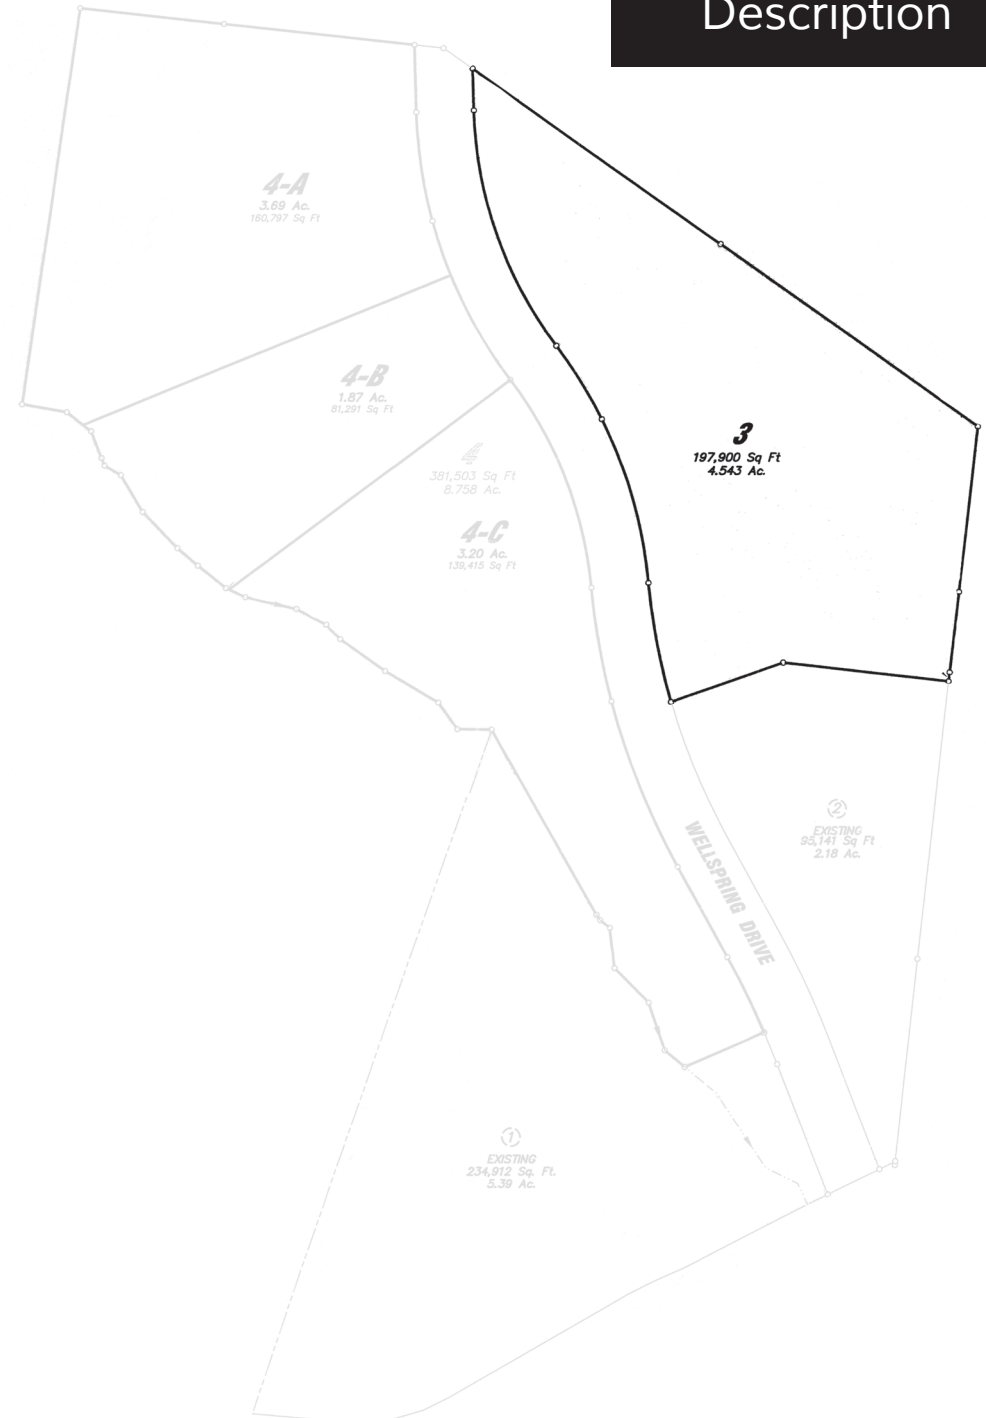 Description
4-A
3.69 Ac.
160,797 Sq Ft
4-B
1.87 Ac.
81,291 Sq Ft
3
197,900 Sq Ft
4.543 Ac.
4
381,503 Sq Ft
8.758 Ac.
4-C
3.20 Ac.
139,415 Sq Ft
2
EXISTING
95,141 Sq Ft
2.18 Ac.
WELLSPRING DRIVE
1
EXISTING
234,912 Sq. Ft.
5.39 Ac.